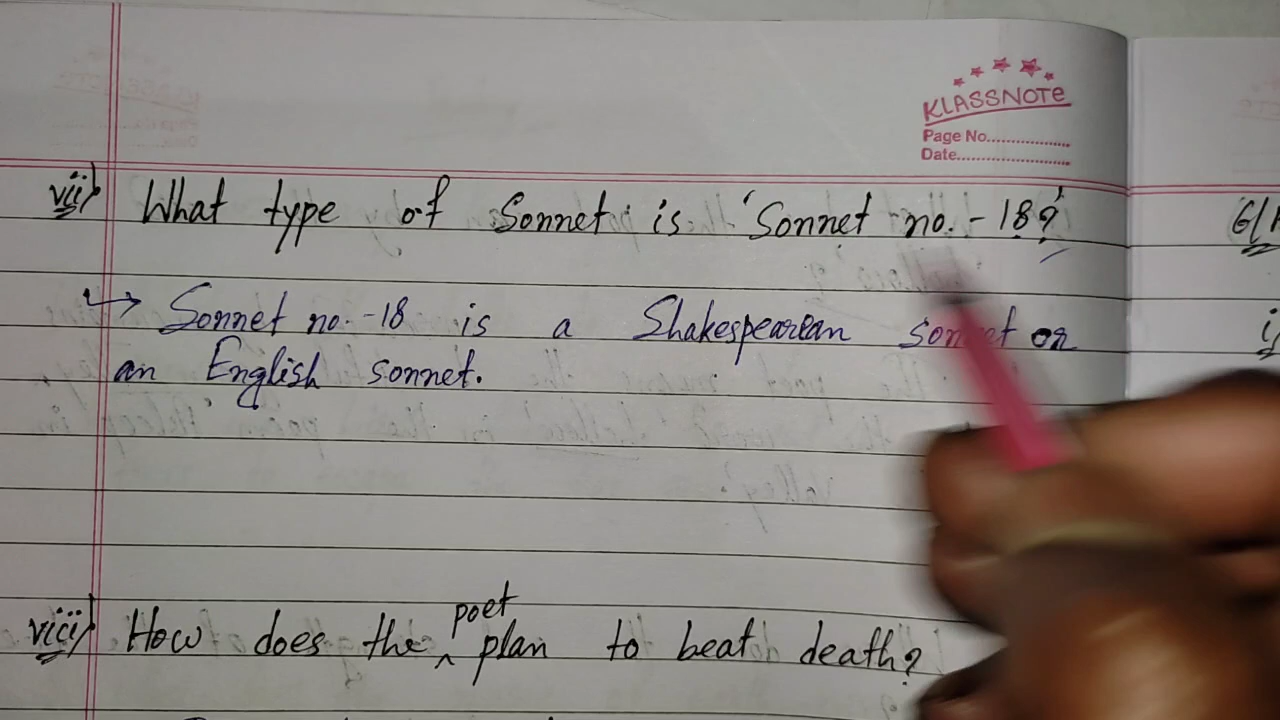 KLASSNOTE
Page No..................
Date........................
vii) What type of Sonnet is 'Sonnet no. - 18?'
↳ Sonnet no. -18 is a Shakespearean sonnet or
an English sonnet.
viii) How does the poet plan to beat death?